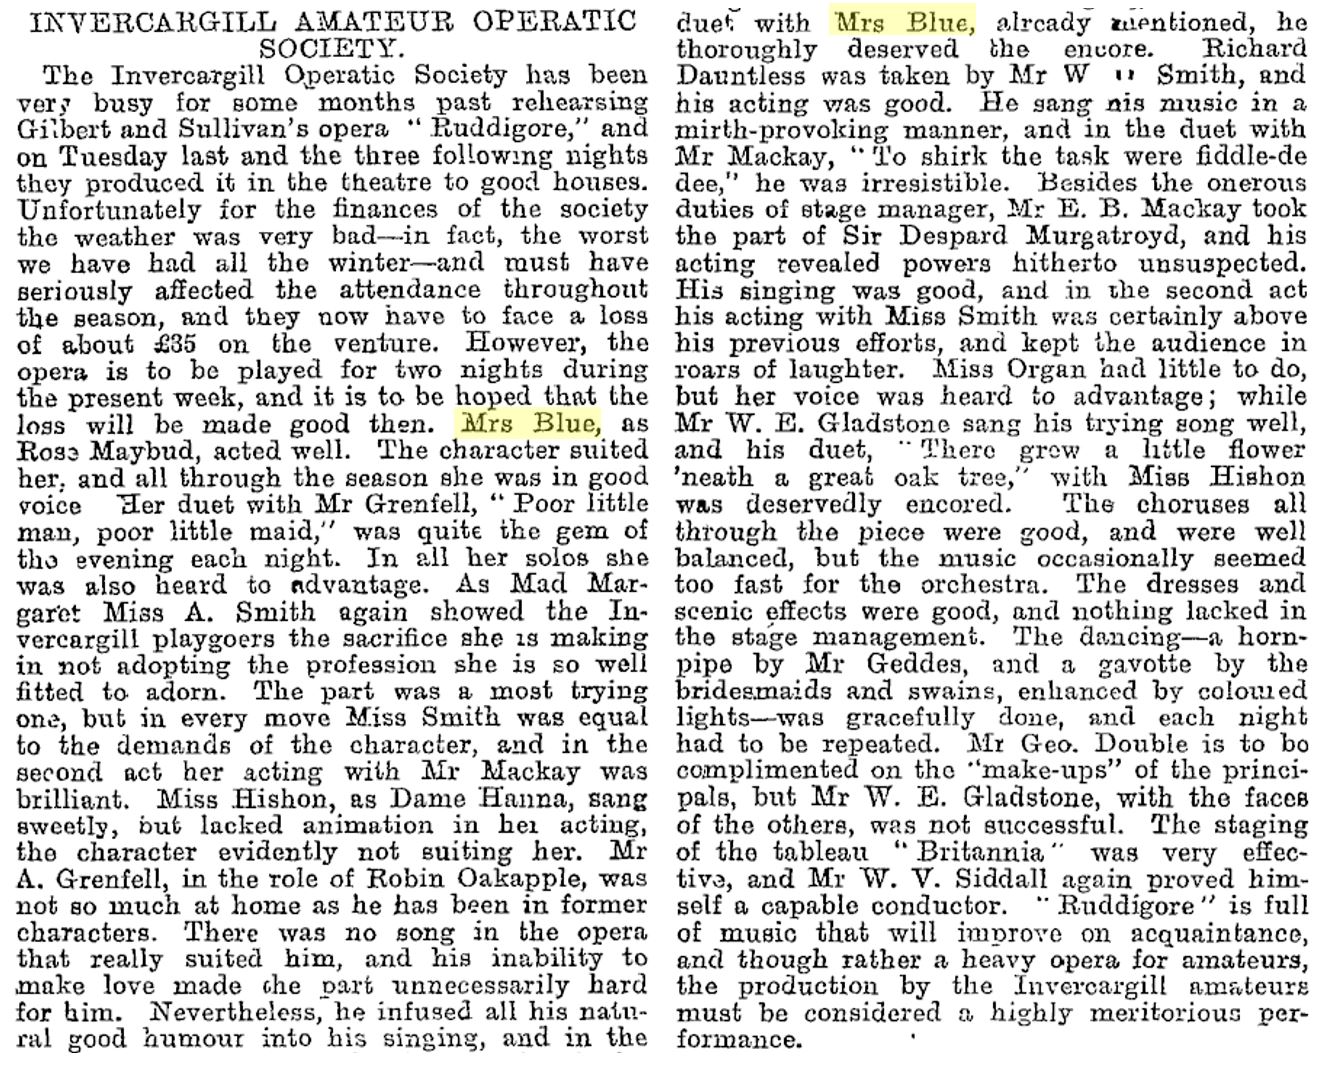 INVERCARGILL AMATEUR OPERATIC
SOCIETY.
The Invercargill Operatic Society has been
very busy for some months past rehearsing
Gilbert and Sullivan's opera " Ruddigore," and
on Tuesday last and the three following nights
they produced it in the theatre to good houses.
Unfortunately for the finances of the society
the weather was very bad—in fact, the worst
we have had all the winter—and must have
seriously affected the attendance throughout
the season, and they now have to face a loss
of about £35 on the venture. However, the
opera is to be played for two nights during
the present week, and it is to be hoped that the
loss will be made good then. Mrs Blue, as
Rose Maybud, acted well. The character suited
her, and all through the season she was in good
voice Her duet with Mr Grenfell, " Poor little
man, poor little maid," was quite the gem of
the evening each night. In all her solos she
was also heard to advantage. As Mad Mar-
garet Miss A. Smith again showed the In-
vercargill playgoers the sacrifice she is making
in not adopting the profession she is so well
fitted to adorn. The part was a most trying
one, but in every move Miss Smith was equal
to the demands of the character, and in the
second act her acting with Mr Mackay was
brilliant. Miss Hishon, as Dame Hanna, sang
sweetly, but lacked animation in her acting,
the character evidently not suiting her. Mr
A. Grenfell, in the role of Robin Oakapple, was
not so much at home as he has been in former
characters. There was no song in the opera
that really suited him, and his inability to
make love made the part unnecessarily hard
for him. Nevertheless, he infused all his natu-
ral good humour into his singing, and in the
duet with Mrs Blue, already mentioned, he
thoroughly deserved the encore. Richard
Dauntless was taken by Mr W Smith, and
his acting was good. He sang his music in a
mirth-provoking manner, and in the duet with
Mr Mackay, " To shirk the task were fiddle-de
dee," he was irresistible. Besides the onerous
duties of stage manager, Mr E. B. Mackay took
the part of Sir Despard Murgatroyd, and his
acting revealed powers hitherto unsuspected.
His singing was good, and in the second act
his acting with Miss Smith was certainly above
his previous efforts, and kept the audience in
roars of laughter. Miss Organ had little to do,
but her voice was heard to advantage; while
Mr W. E. Gladstone sang his trying song well,
and his duet, " There grew a little flower
'neath a great oak tree," with Miss Hishon
was deservedly encored. The choruses all
through the piece were good, and were well
balanced, but the music occasionally seemed
too fast for the orchestra. The dresses and
scenic effects were good, and nothing lacked in
the stage management. The dancing—a horn-
pipe by Mr Geddes, and a gavotte by the
bridesmaids and swains, enhanced by coloured
lights—was gracefully done, and each night
had to be repeated. Mr Geo. Double is to be
complimented on the "make-ups" of the princi-
pals, but Mr W. E. Gladstone, with the faces
of the others, was not successful. The staging
of the tableau " Britannia " was very effec-
tive, and Mr W. V. Siddall again proved him-
self a capable conductor. " Ruddigore " is full
of music that will improve on acquaintance,
and though rather a heavy opera for amateurs,
the production by the Invercargill amateurs
must be considered a highly meritorious per-
formance.